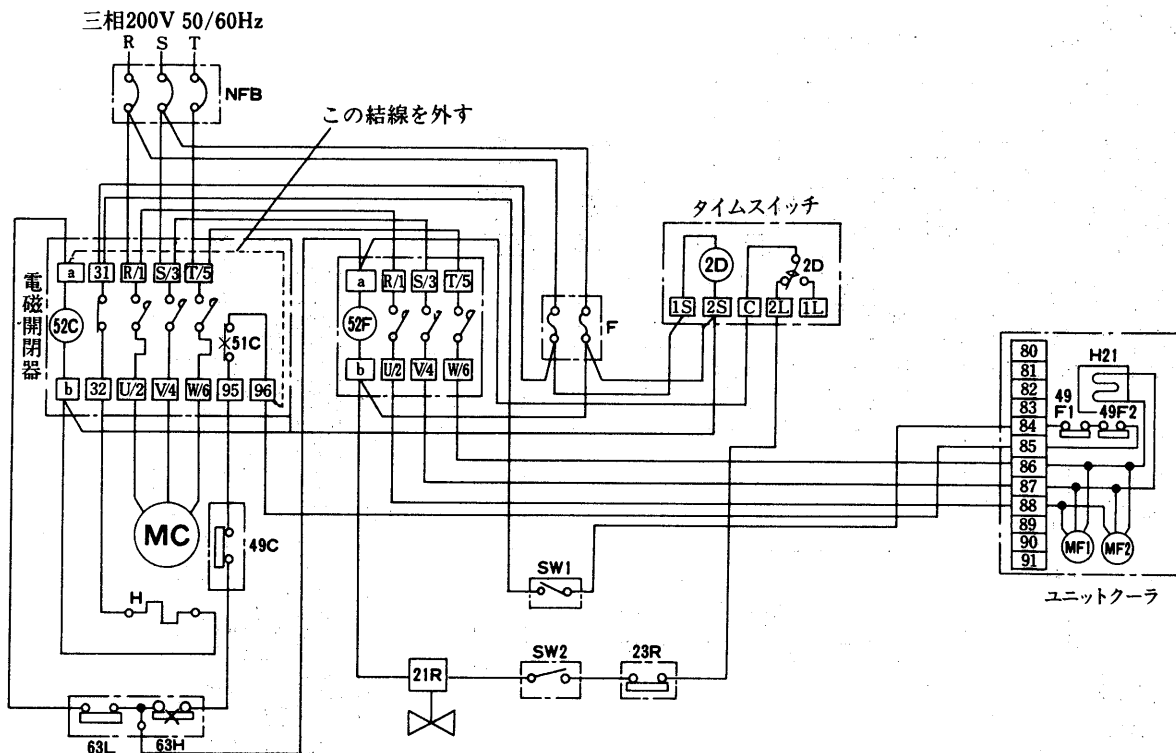 三相200V 50/60Hz
R S T
NFB
この結線を外す
タイムスイッチ
2D 2D
1S 2S C 2L 1L
電磁開閉器
a 31 R/1 S/3 T/5
52C
51C
b 32 U/2 V/4 W/6 95 96
a R/1 S/3 T/5
52F
b U/2 V/4 W/6
F
MC
49C
H
63L 63H
SW1
21R
SW2
23R
80
81
82
83
84
85
86
87
88
89
90
91
H21
49
F1 49F2
MF1 MF2
ユニットクーラ